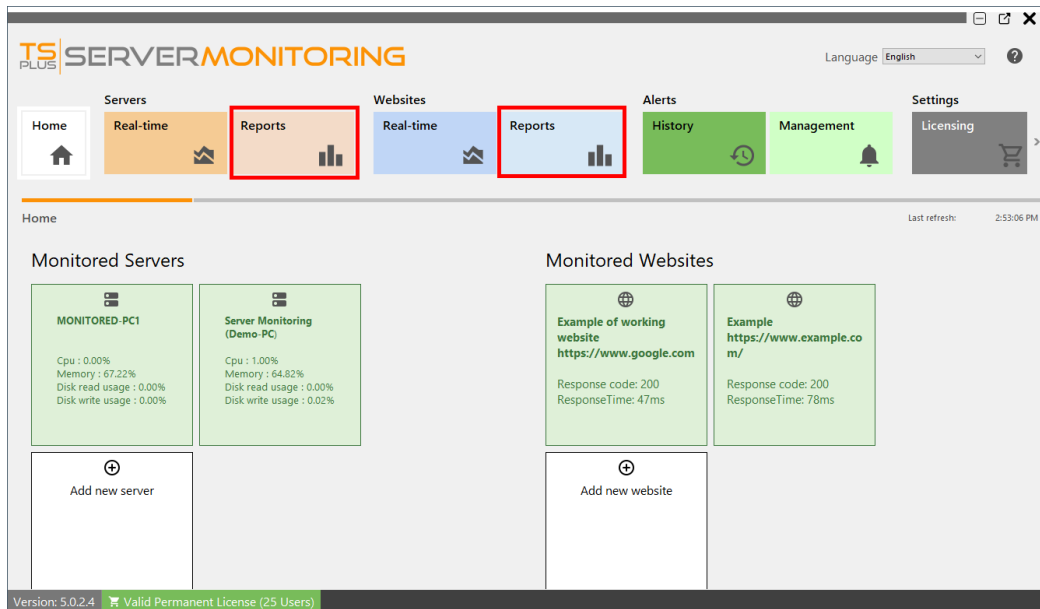 TS PLUS SERVERMONITORING
Language English
Servers
Websites
Alerts
Settings
Home
Real-time
Reports
Real-time
Reports
History
Management
Licensing
Home
Last refresh: 2:53:06 PM
Monitored Servers
Monitored Websites
MONITORED-PC1
Cpu : 0.00%
Memory : 67.22%
Disk read usage : 0.00%
Disk write usage : 0.00%
Server Monitoring
(Demo-PC)
Cpu : 1.00%
Memory : 64.82%
Disk read usage : 0.00%
Disk write usage : 0.02%
Example of working
website
https://www.google.com
Response code: 200
ResponseTime: 47ms
Example
https://www.example.co
m/
Response code: 200
ResponseTime: 78ms
Add new server
Add new website
Version: 5.0.2.4
Valid Permanent License (25 Users)